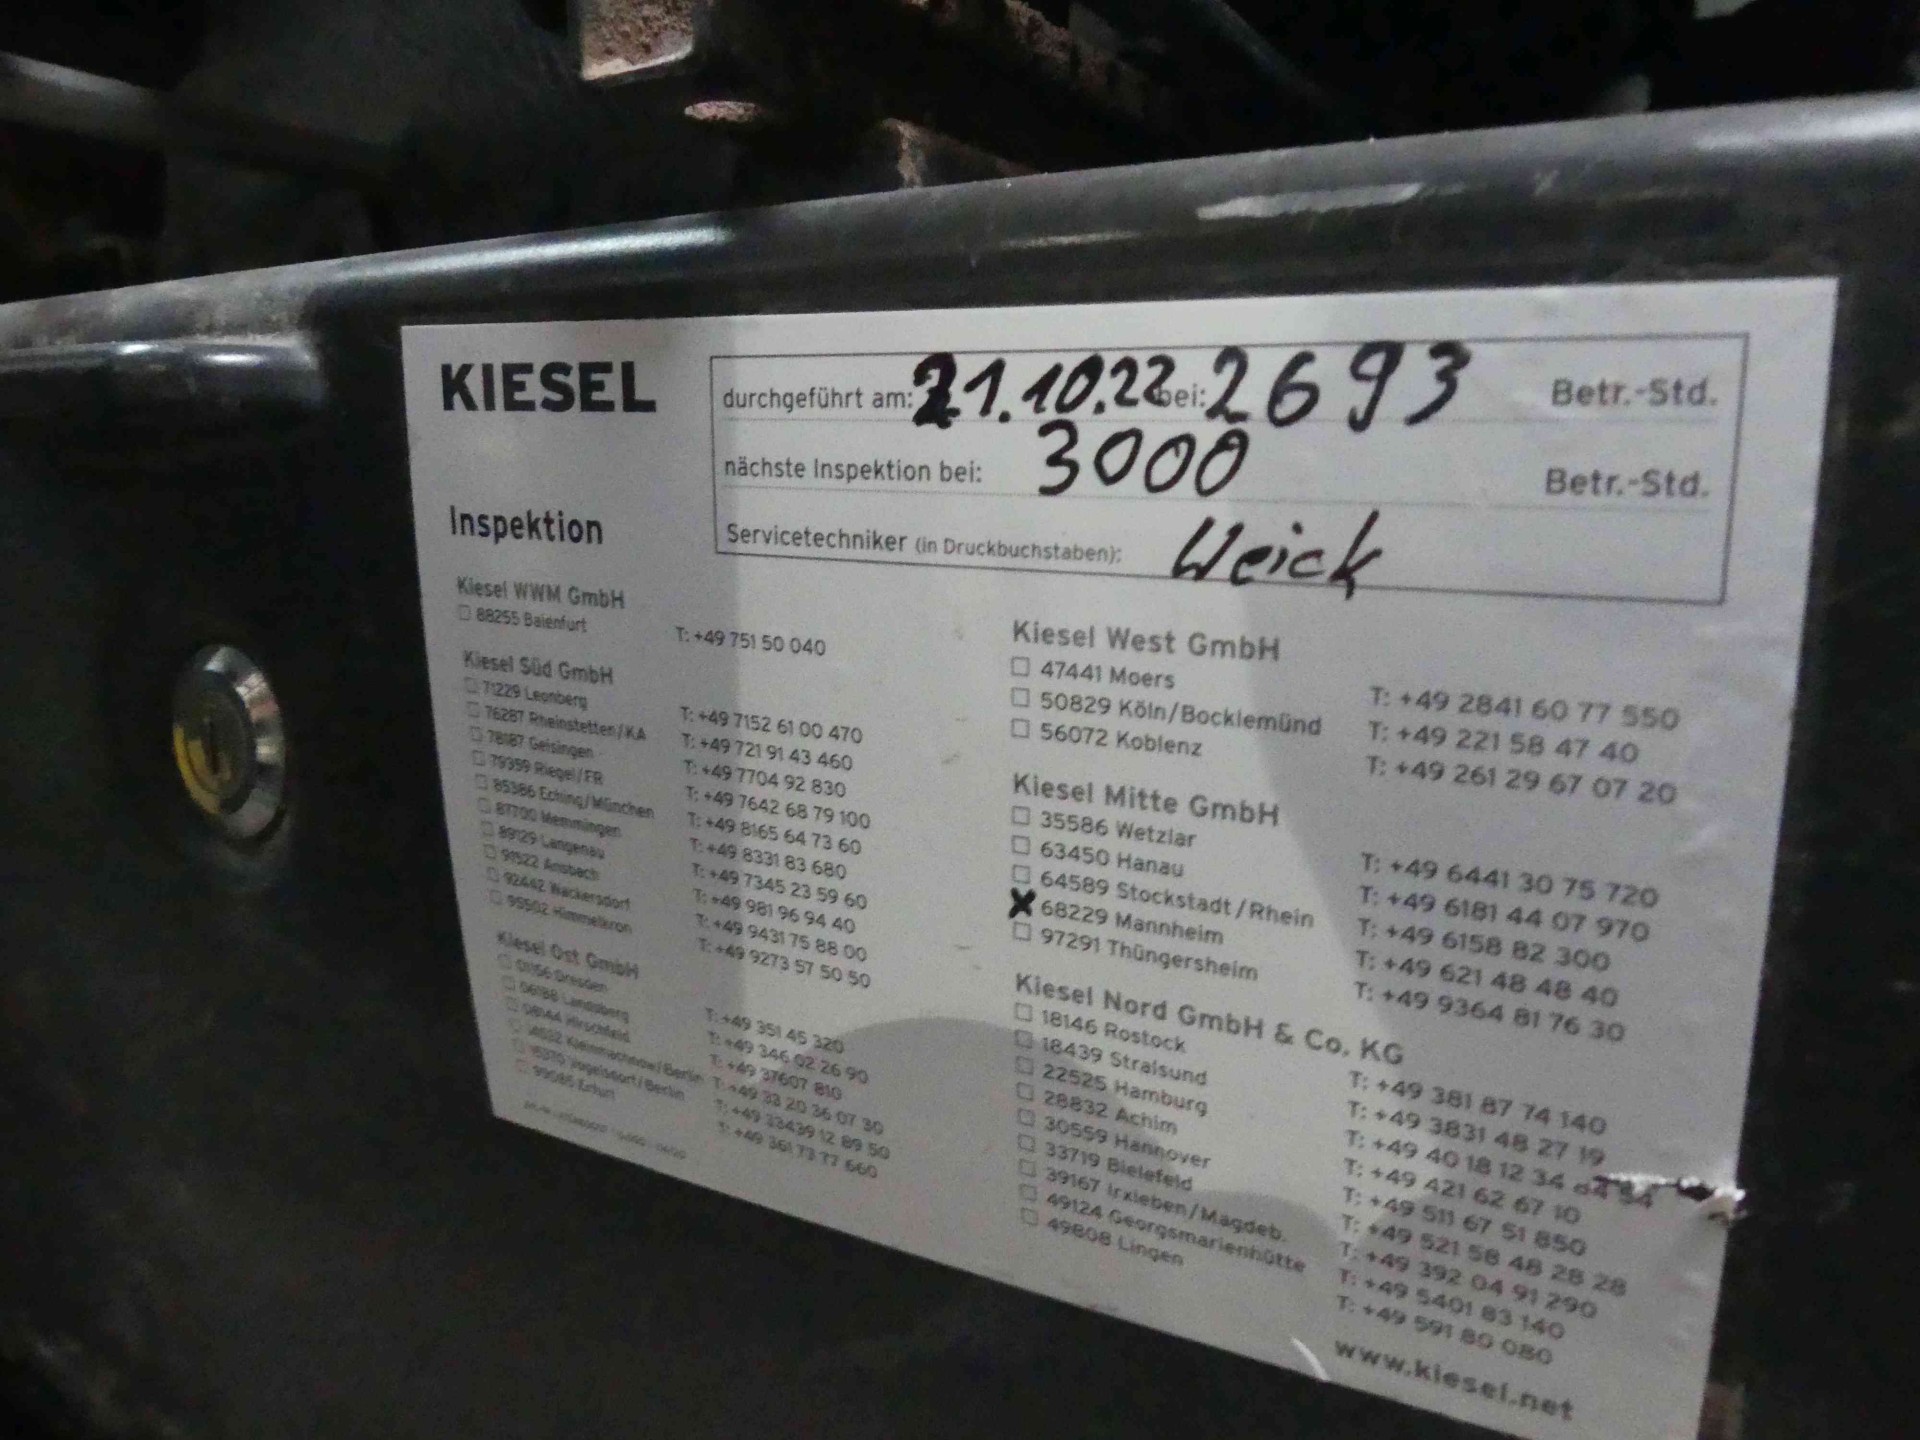 KIESEL
durchgeführt am: 21.10.22 bei: 2693 Betr.-Std.
nächste Inspektion bei: 3000 Betr.-Std.
Servicetechniker (in Druckbuchstaben): Weick
Inspektion
Kiesel WWM GmbH
88255 Baienfurt T: +49 751 50 040
Kiesel Süd GmbH
71229 Leonberg T: +49 7152 61 00 470
76287 Rheinstetten/KA T: +49 721 91 43 460
78187 Geisingen T: +49 7704 92 830
79359 Riegel/FR T: +49 7642 68 79 100
85386 Eching/München T: +49 8165 64 73 60
87700 Memmingen T: +49 8331 83 680
89129 Langenau T: +49 7345 23 59 60
91522 Ansbach T: +49 981 96 94 40
92442 Wackersdorf T: +49 9431 75 88 00
95502 Himmelkron T: +49 9273 57 50 50
Kiesel Ost GmbH
01156 Dresden T: +49 351 45 320
06188 Landsberg T: +49 346 02 26 90
08144 Hirschfeld T: +49 37607 810
14532 Kleinmachnow/Berlin T: +49 33 20 36 07 30
15370 Vogelsdorf/Berlin T: +49 33439 12 89 50
99085 Erfurt T: +49 361 73 77 660
Kiesel West GmbH
47441 Moers T: +49 2841 60 77 550
50829 Köln/Bocklemünd T: +49 221 58 47 40
56072 Koblenz T: +49 261 29 67 07 20
Kiesel Mitte GmbH
35586 Wetzlar T: +49 6441 30 75 720
63450 Hanau T: +49 6181 44 07 970
64589 Stockstadt/Rhein T: +49 6158 82 300
68229 Mannheim T: +49 621 48 48 40
97291 Thüngersheim T: +49 9364 81 76 30
Kiesel Nord GmbH & Co. KG
18146 Rostock T: +49 381 87 74 140
18439 Stralsund T: +49 3831 48 27 19
22525 Hamburg T: +49 40 18 12 34 84 54
28832 Achim T: +49 421 62 67 10
30559 Hannover T: +49 511 67 51 850
33719 Bielefeld T: +49 521 58 48 28 28
39167 Irxleben/Magdeb. T: +49 392 04 91 290
49124 Georgsmarienhütte T: +49 5401 83 140
49808 Lingen T: +49 591 80 080
www.kiesel.net